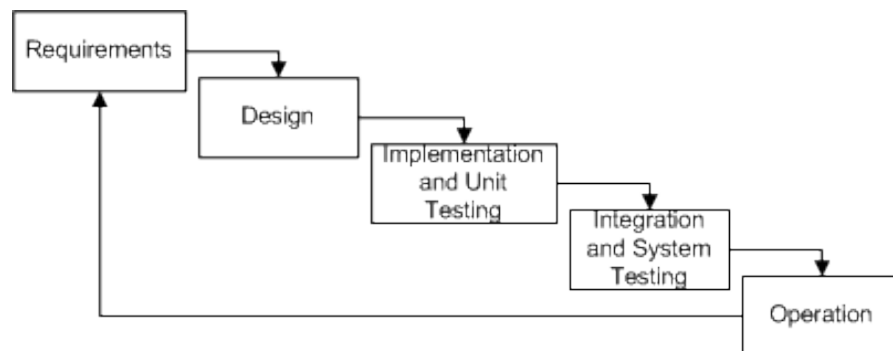 Requirements
Design
Implementation
and Unit
Testing
Integration
and System
Testing
Operation